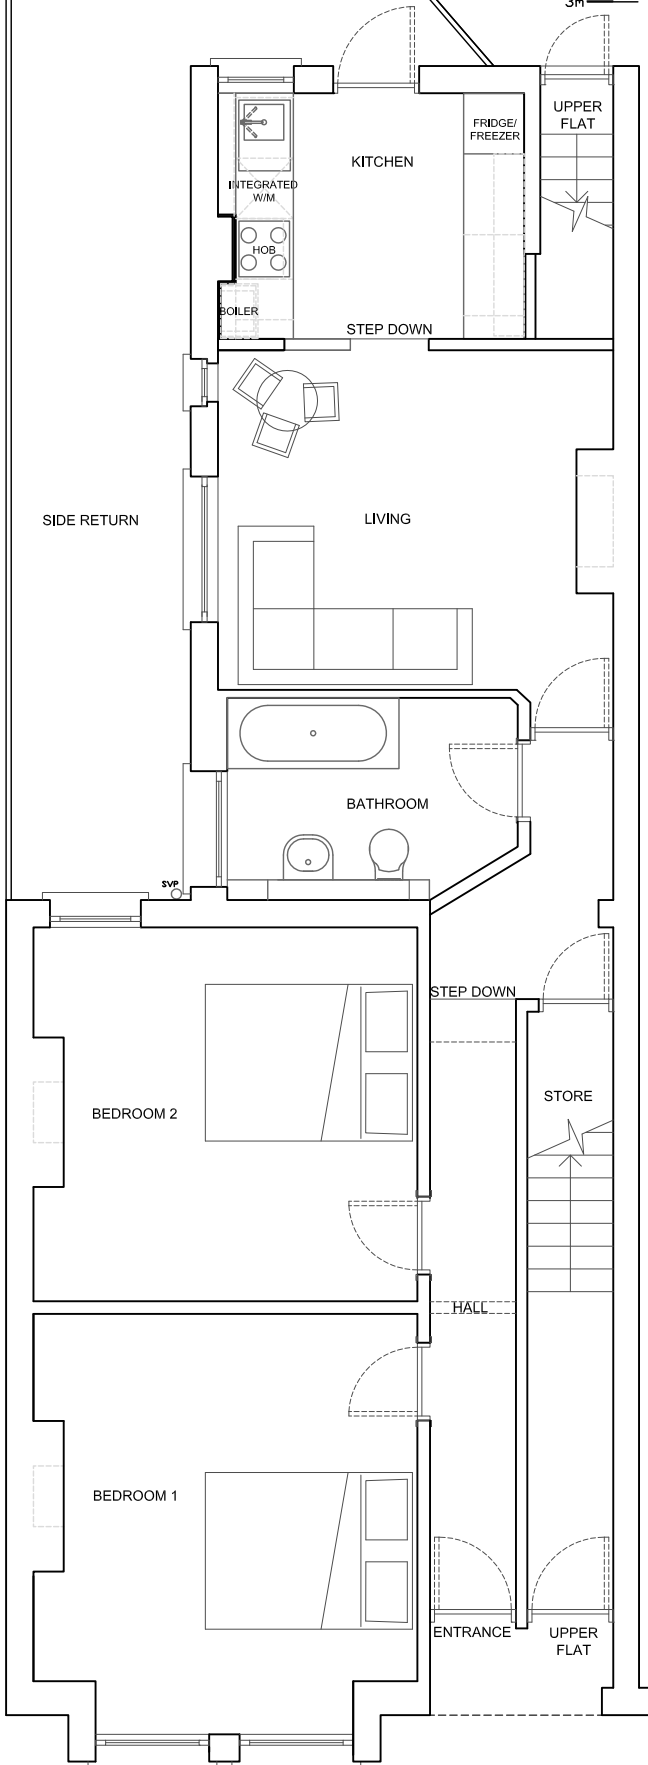 3m
UPPER
FLAT
FRIDGE/
FREEZER
KITCHEN
INTEGRATED
W/M
HOB
BOILER
STEP DOWN
SIDE RETURN
LIVING
BATHROOM
SVP
STEP DOWN
STORE
BEDROOM 2
HALL
BEDROOM 1
ENTRANCE
UPPER
FLAT